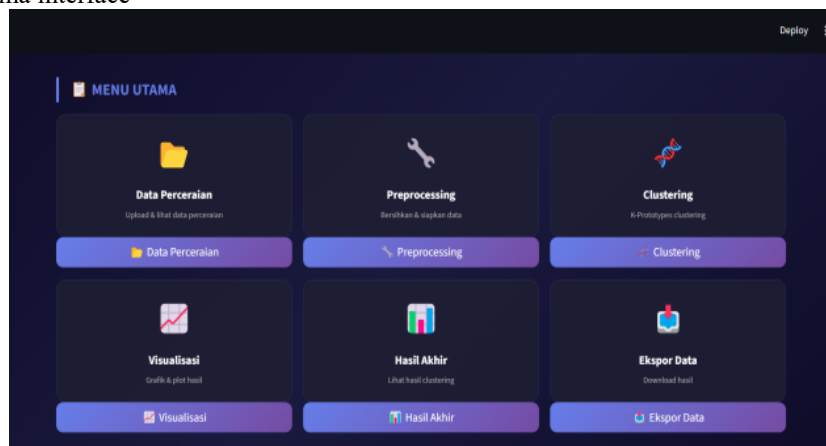 interface
Deploy
MENU UTAMA
Data Perceraian
Upload & lihat data perceraian
Data Perceraian
Preprocessing
Bersihkan & siapkan data
Preprocessing
Clustering
K-Prototypes clustering
Clustering
Visualisasi
Grafik & plot hasil
Visualisasi
Hasil Akhir
Lihat hasil clustering
Hasil Akhir
Ekspor Data
Download hasil
Ekspor Data